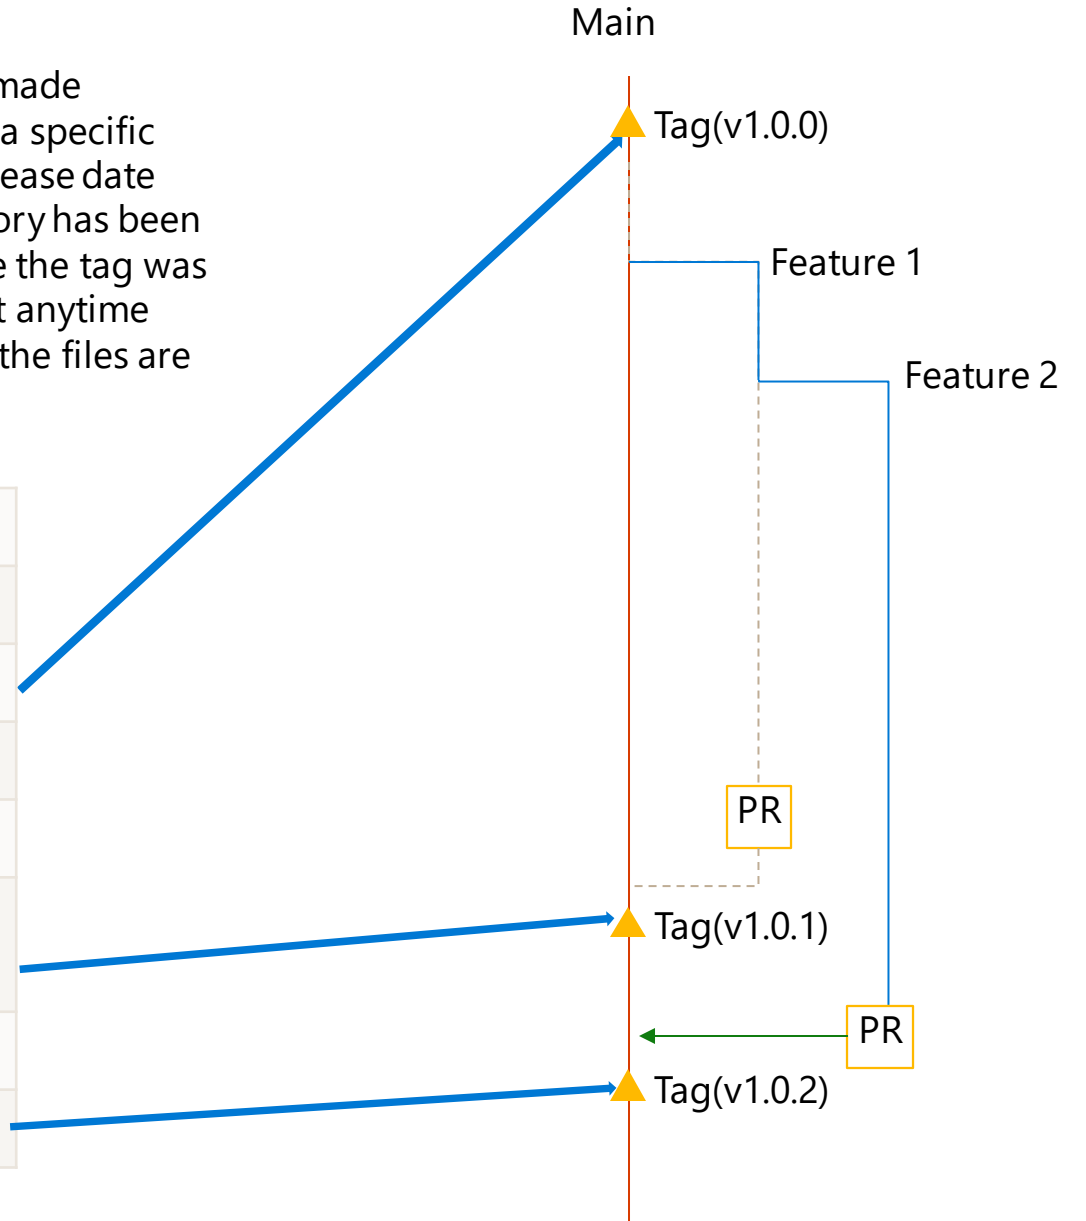 Main
made
a specific
ease date
ory has been
e the tag was
t anytime
the files are
Tag(v1.0.0)
Feature 1
Feature 2
PR
Tag(v1.0.1)
PR
Tag(v1.0.2)